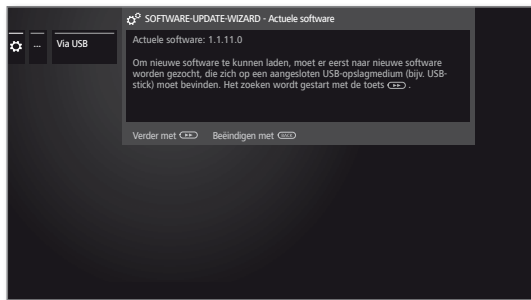 SOFTWARE-UPDATE-WIZARD - Actuele software
... Via USB
Actuele software: 1.1.11.0
Om nieuwe software te kunnen laden, moet er eerst naar nieuwe software
worden gezocht, die zich op een aangesloten USB-opslagmedium (bijv. USB-
stick) moet bevinden. Het zoeken wordt gestart met de toets .
Verder met Beëindigen met BACK